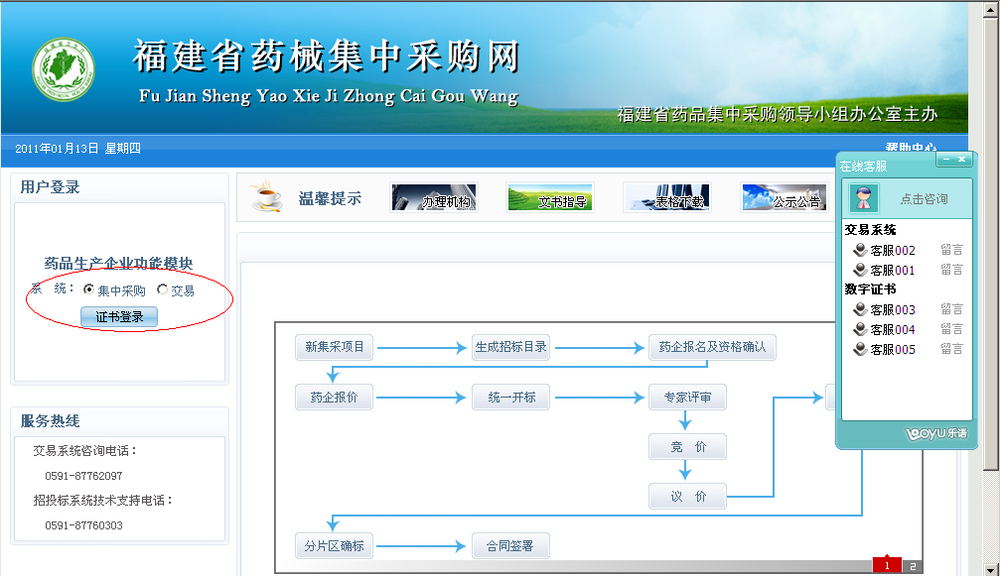 福建省药械集中采购网
Fu Jian Sheng Yao Xie Ji Zhong Cai Gou Wang
福建省药品集中采购领导小组办公室主办
2011年01月13日 星期四
帮助中心
用户登录
药品生产企业功能模块
系 统： 集中采购 交易
证书登录
服务热线
交易系统咨询电话：
0591-87762097
招投标系统技术支持电话：
0591-87760303
温馨提示
办理机构
文书指导
表格下载
公示公告
新集采项目
生成招标目录
药企报名及资格确认
药企报价
统一开标
专家评审
竞 价
议 价
分片区确标
合同签署
1 2
在线客服
点击咨询
交易系统
客服002 留言
客服001 留言
数字证书
客服003 留言
客服004 留言
客服005 留言
BOYU乐语